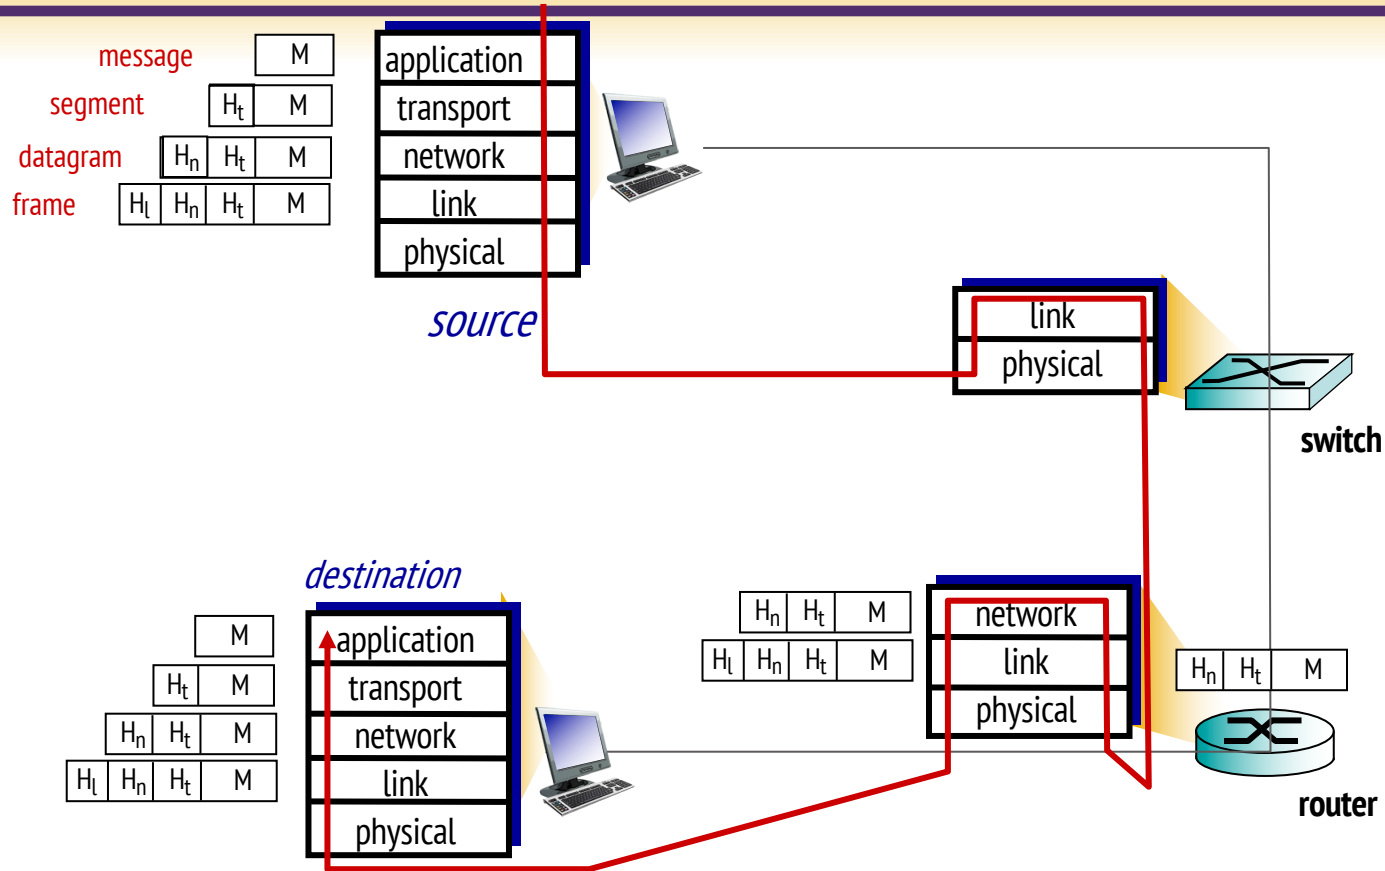 message M
segment Ht M
datagram Hn Ht M
frame Hl Hn Ht M
application
transport
network
link
physical
source
link
physical
switch
destination
M
Ht M
Hn Ht M
Hl Hn Ht M
application
transport
network
link
physical
Hn Ht M
Hl Hn Ht M
network
link
physical
Hn Ht M
router